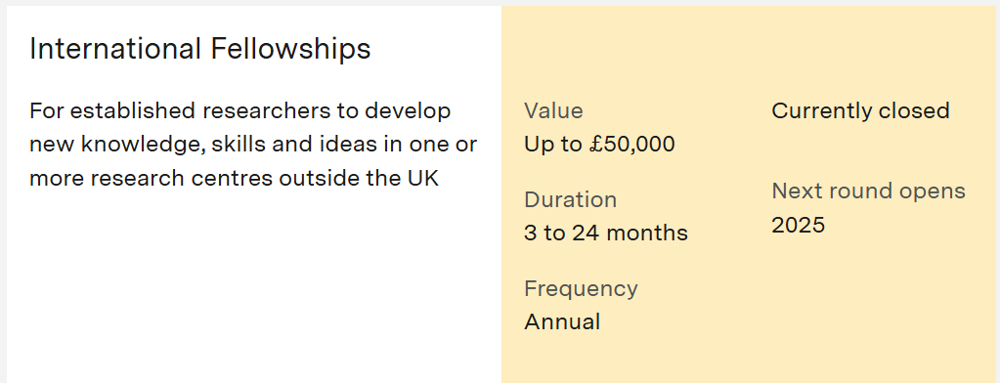 International Fellowships
For established researchers to develop
new knowledge, skills and ideas in one or
more research centres outside the UK
Value
Up to £50,000
Duration
3 to 24 months
Frequency
Annual
Currently closed
Next round opens
2025